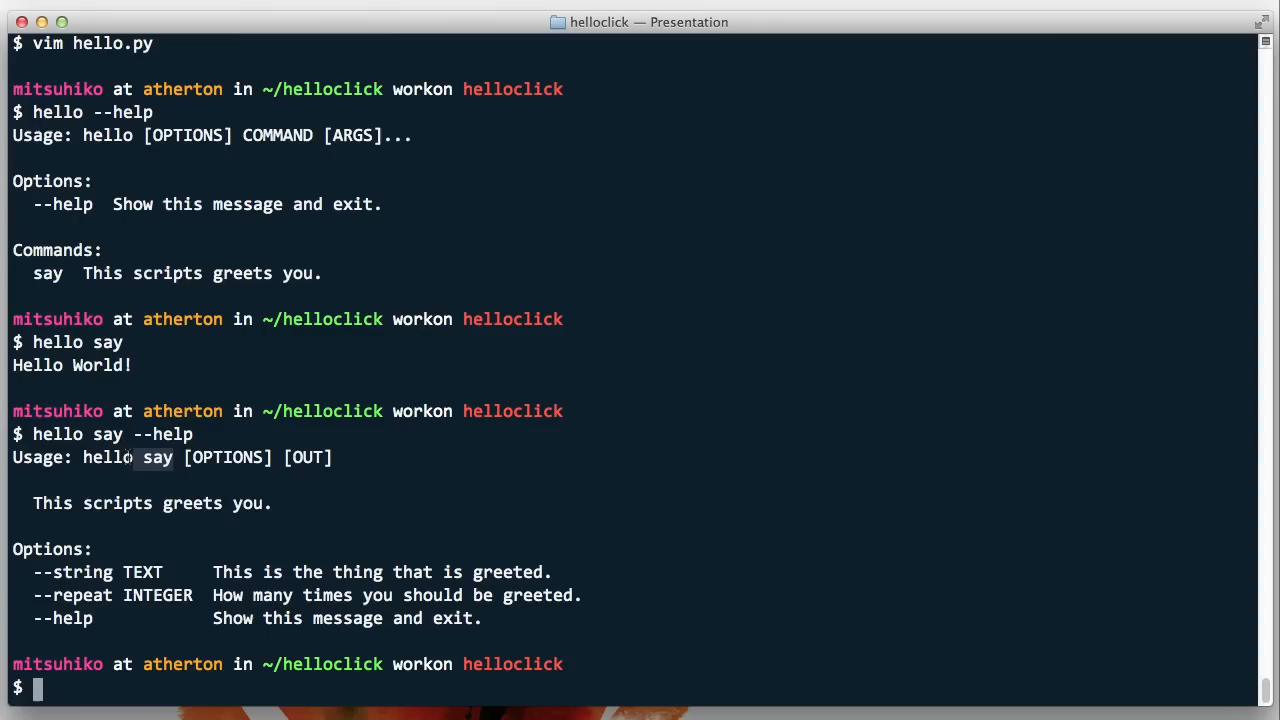 helloclick — Presentation
$ vim hello.py
mitsuhiko at atherton in ~/helloclick workon helloclick
$ hello --help
Usage: hello [OPTIONS] COMMAND [ARGS]...
Options:
--help  Show this message and exit.
Commands:
say  This scripts greets you.
mitsuhiko at atherton in ~/helloclick workon helloclick
$ hello say
Hello World!
mitsuhiko at atherton in ~/helloclick workon helloclick
$ hello say --help
Usage: hello say [OPTIONS] [OUT]
This scripts greets you.
Options:
--string TEXT     This is the thing that is greeted.
--repeat INTEGER  How many times you should be greeted.
--help            Show this message and exit.
mitsuhiko at atherton in ~/helloclick workon helloclick
$